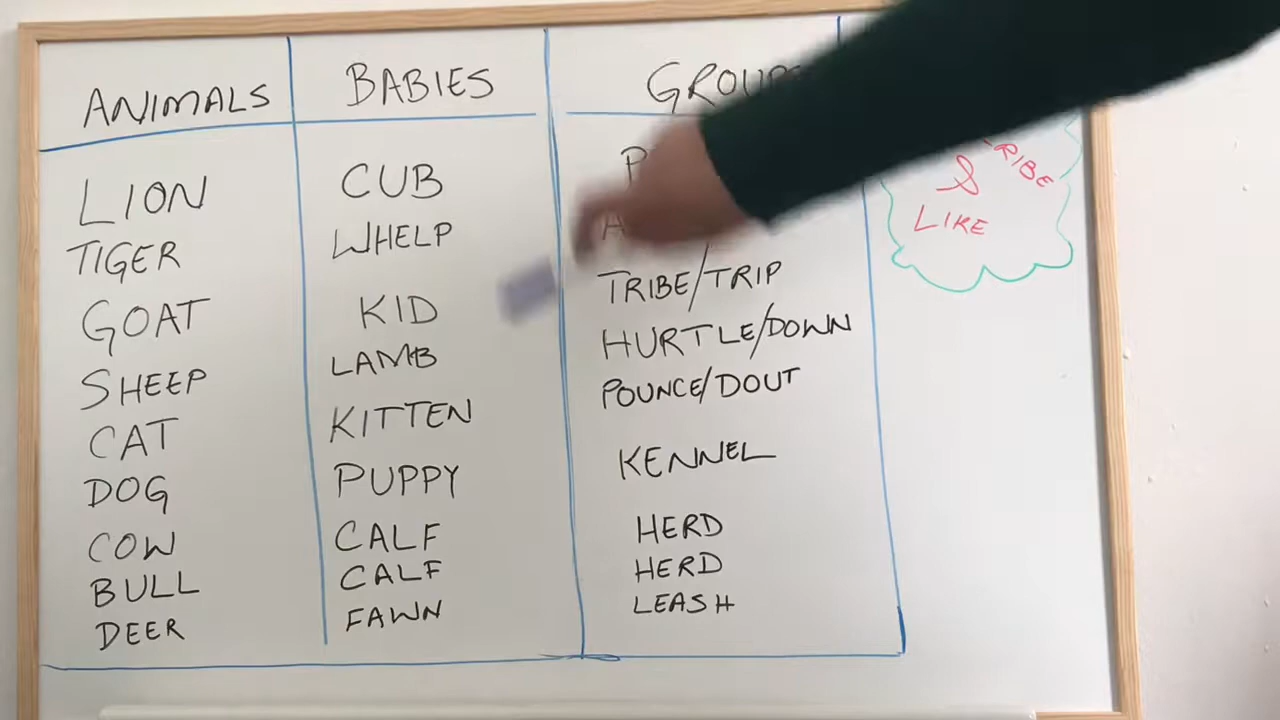 ANIMALS BABIES
LION CUB
TIGER WHELP
GOAT KID TRIBE/TRIP
SHEEP LAMB HURTLE/DOWN
CAT KITTEN POUNCE/DOUT
DOG PUPPY KENNEL
COW CALF HERD
BULL CALF HERD
DEER FAWN LEASH
&
LIKE